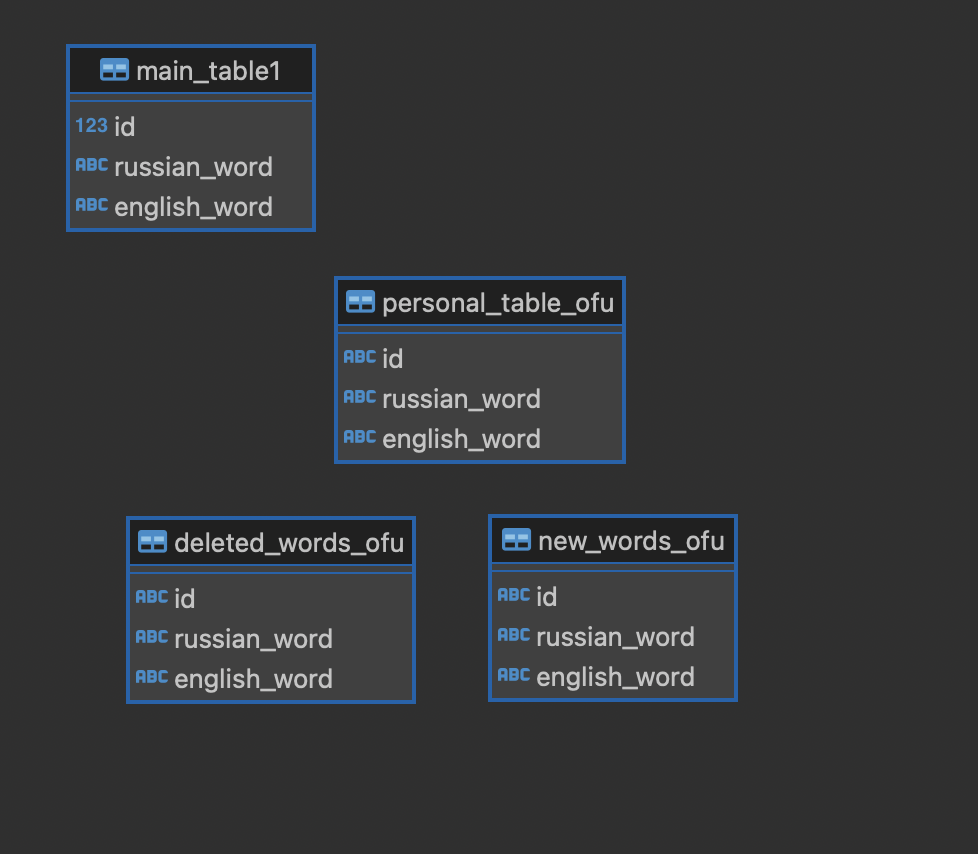 main_table1
123 id
ABC russian_word
ABC english_word
personal_table_ofu
ABC id
ABC russian_word
ABC english_word
deleted_words_ofu
ABC id
ABC russian_word
ABC english_word
new_words_ofu
ABC id
ABC russian_word
ABC english_word